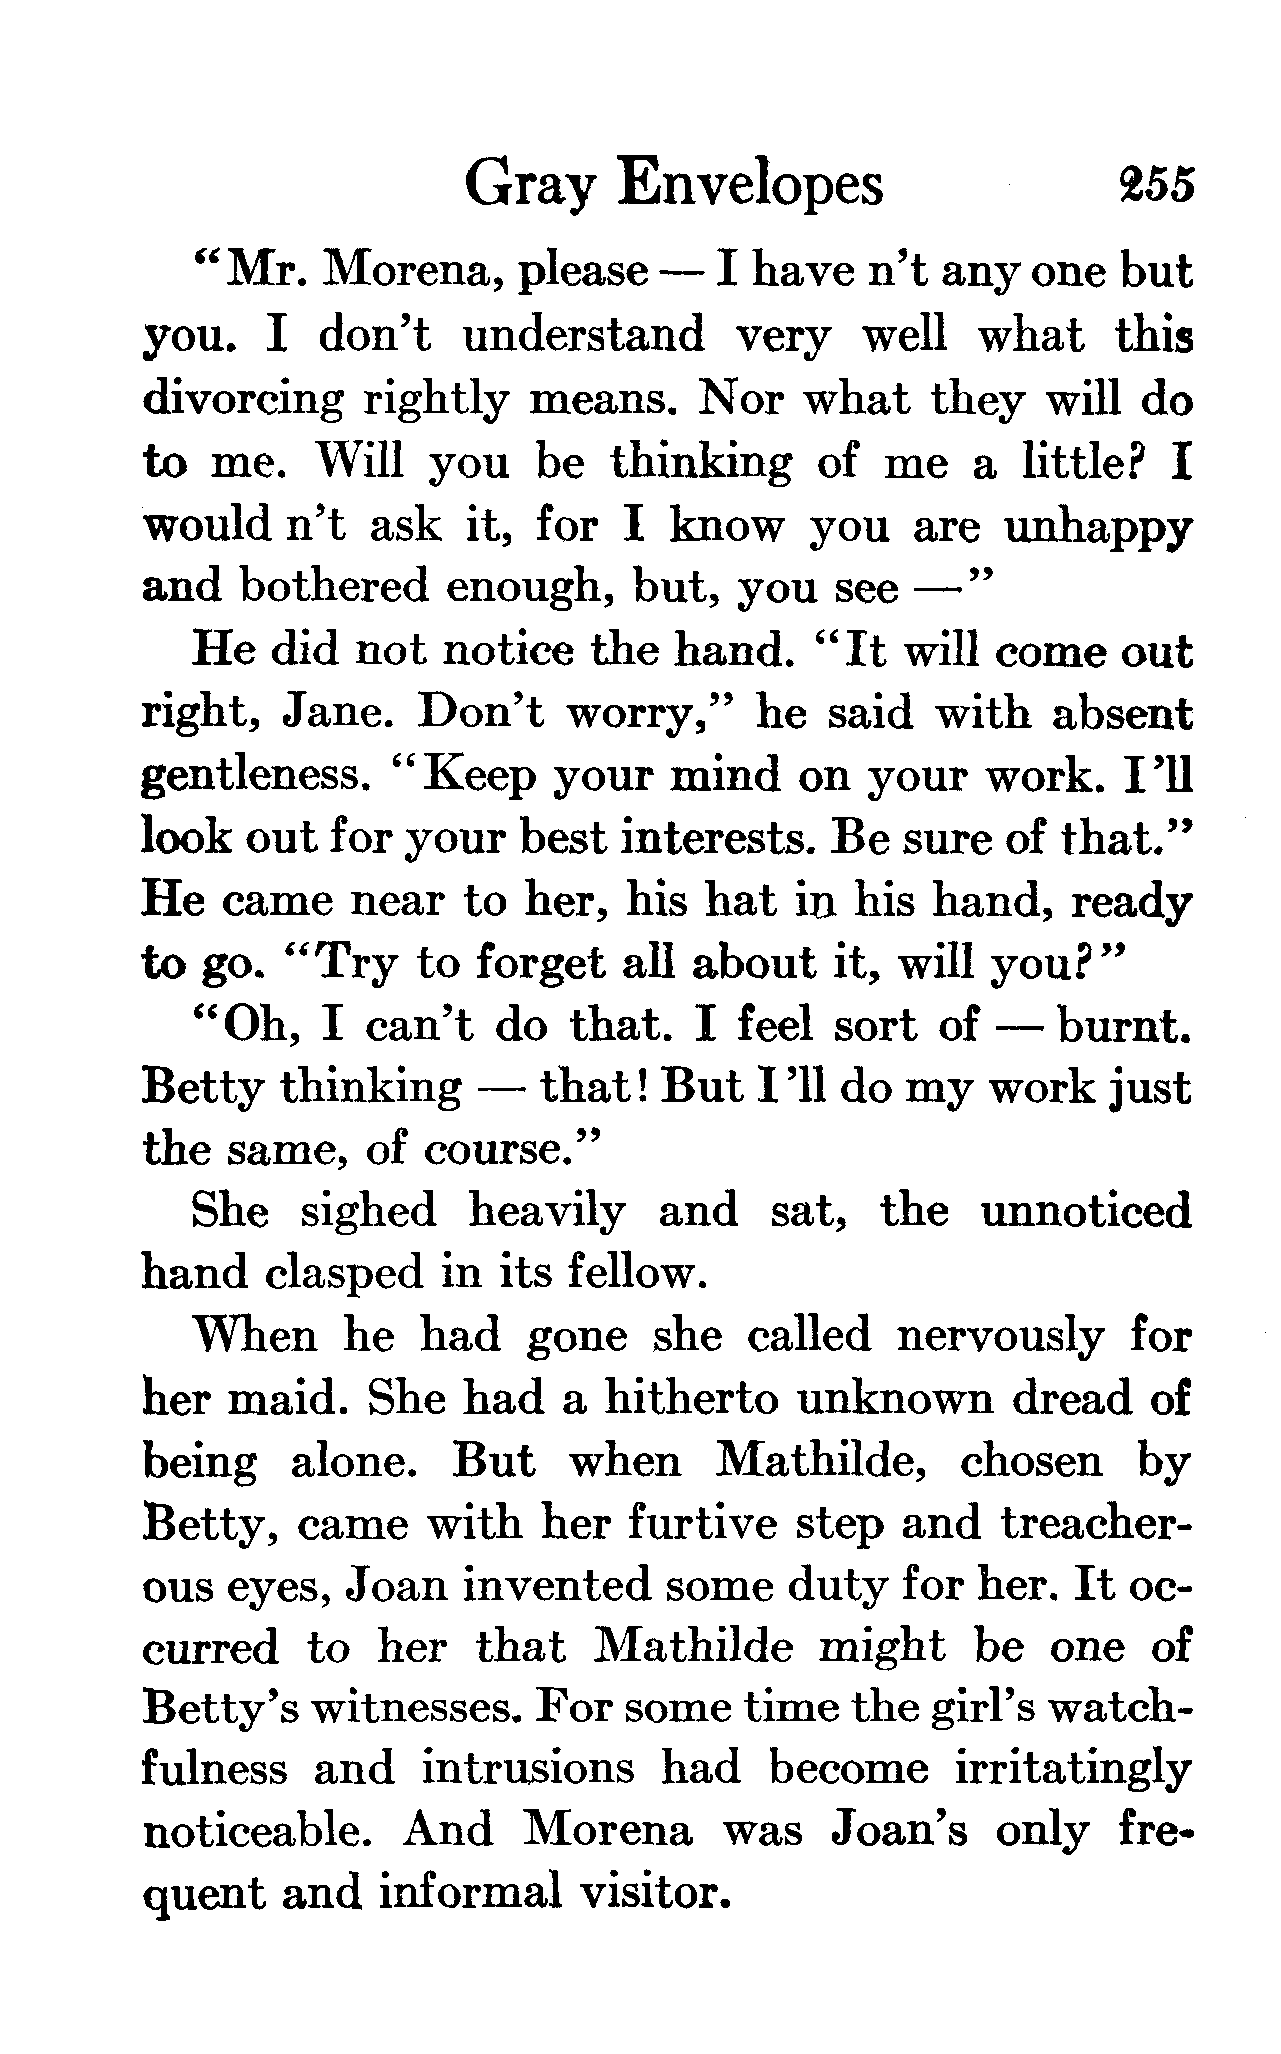 Gray Envelopes 255
“Mr. Morena, please — I have n’t any one but
you. I don’t understand very well what this
divorcing rightly means. Nor what they will do
to me. Will you be thinking of me a little? I
would n’t ask it, for I know you are unhappy
and bothered enough, but, you see —”
He did not notice the hand. “It will come out
right, Jane. Don’t worry,” he said with absent
gentleness. “Keep your mind on your work. I ’ll
look out for your best interests. Be sure of that.”
He came near to her, his hat in his hand, ready
to go. “Try to forget all about it, will you?”
“Oh, I can’t do that. I feel sort of — burnt.
Betty thinking — that! But I ’ll do my work just
the same, of course.”
She sighed heavily and sat, the unnoticed
hand clasped in its fellow.
When he had gone she called nervously for
her maid. She had a hitherto unknown dread of
being alone. But when Mathilde, chosen by
Betty, came with her furtive step and treacher-
ous eyes, Joan invented some duty for her. It oc-
curred to her that Mathilde might be one of
Betty’s witnesses. For some time the girl’s watch-
fulness and intrusions had become irritatingly
noticeable. And Morena was Joan’s only fre-
quent and informal visitor.